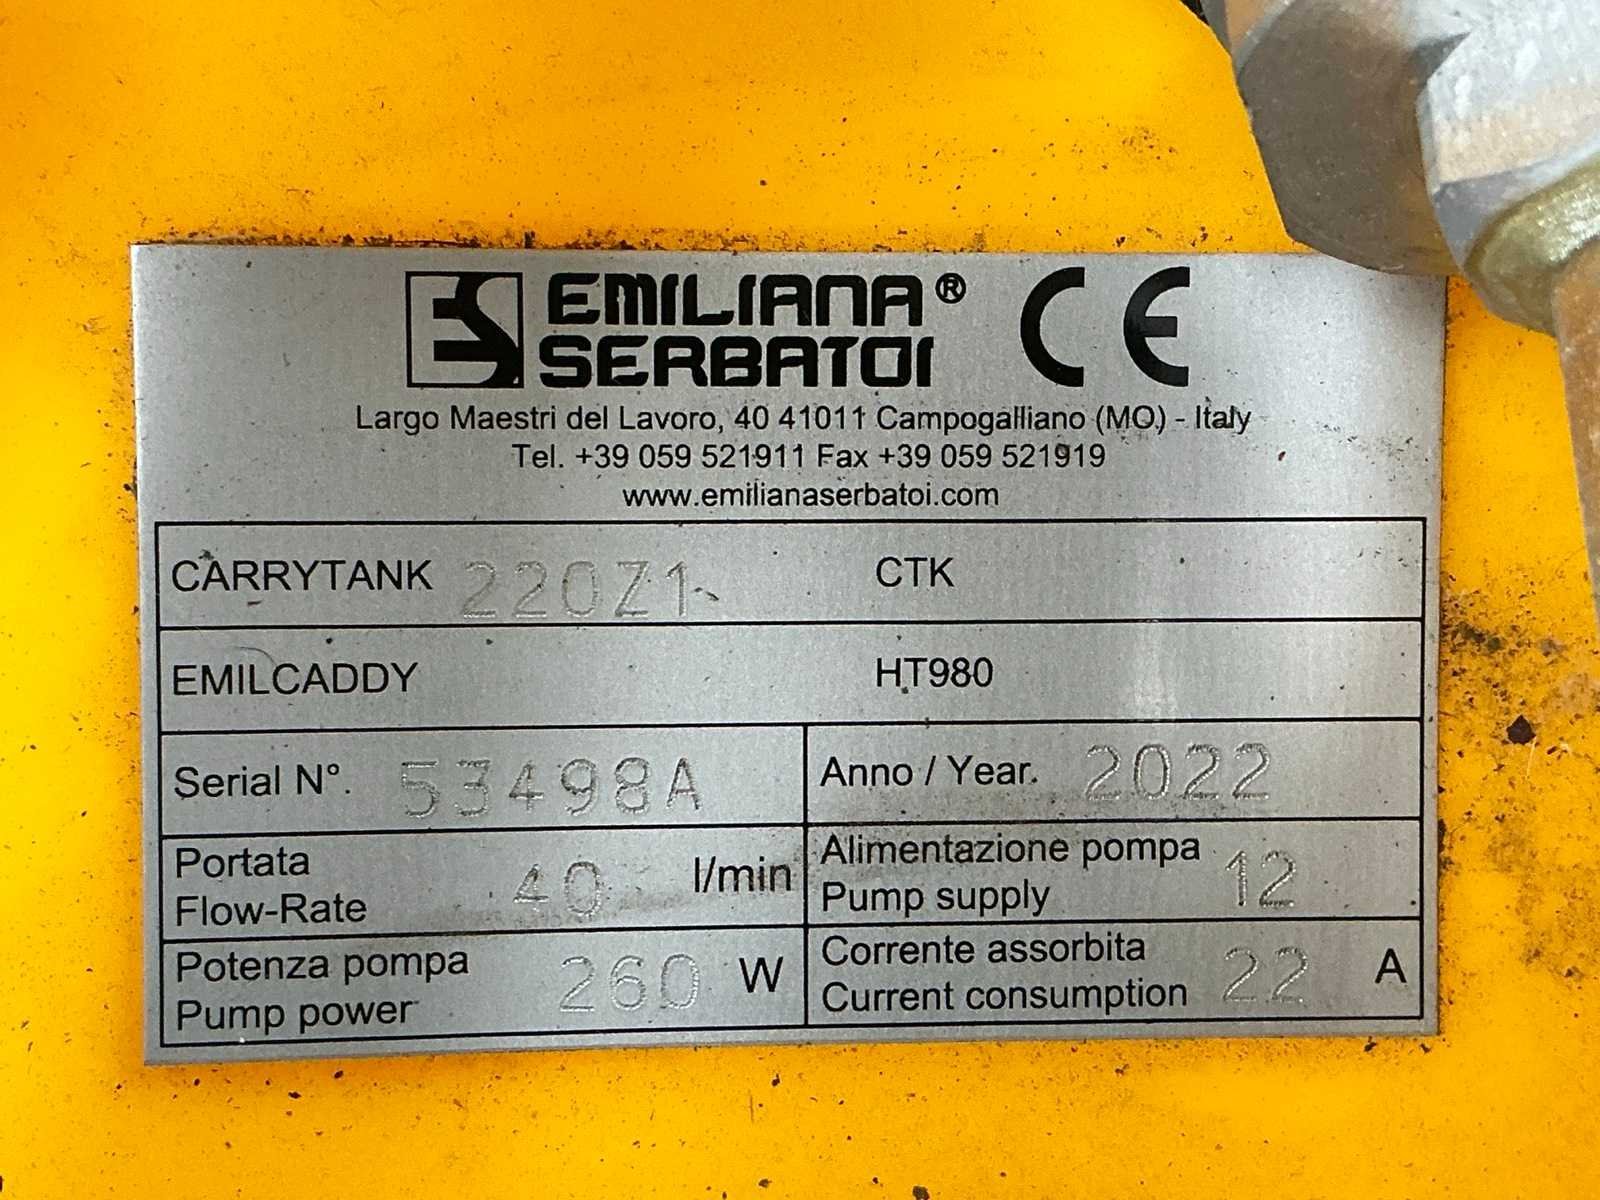 ES EMILIANA® CE
SERBATOI
Largo Maestri del Lavoro, 40 41011 Campogalliano (MO) - Italy
Tel. +39 059 521911 Fax +39 059 521919
www.emilianaserbatoi.com
CARRYTANK 220Z1 CTK
EMILCADDY HT980
Serial N°. 53498A Anno / Year. 2022
Portata
Flow-Rate 40 l/min
Alimentazione pompa
Pump supply 12
Potenza pompa
Pump power 260 W
Corrente assorbita
Current consumption 22 A